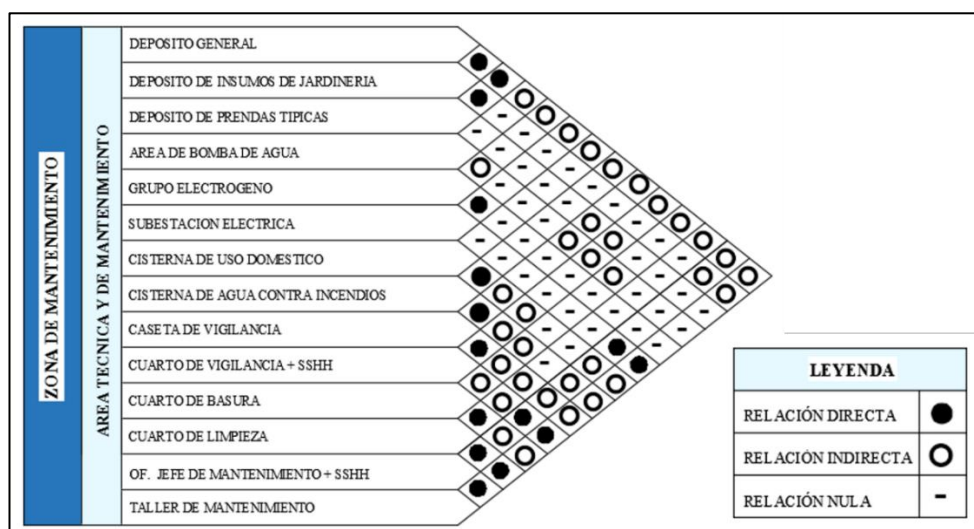 ZONA DE MANTENIMIENTO
AREA TECNICA Y DE MANTENIMIENTO
DEPOSITO GENERAL
DEPOSITO DE INSUMOS DE JARDINERIA
DEPOSITO DE PRENDAS TIPICAS
AREA DE BOMBA DE AGUA
GRUPO ELECTROGENO
SUBESTACION ELECTRICA
CISTERNA DE USO DOMESTICO
CISTERNA DE AGUA CONTRA INCENDIOS
CASETA DE VIGILANCIA
CUARTO DE VIGILANCIA + SSHH
CUARTO DE BASURA
CUARTO DE LIMPIEZA
OF. JEFE DE MANTENIMIENTO + SSHH
TALLER DE MANTENIMIENTO
LEYENDA
RELACIÓN DIRECTA
RELACIÓN INDIRECTA
RELACIÓN NULA -